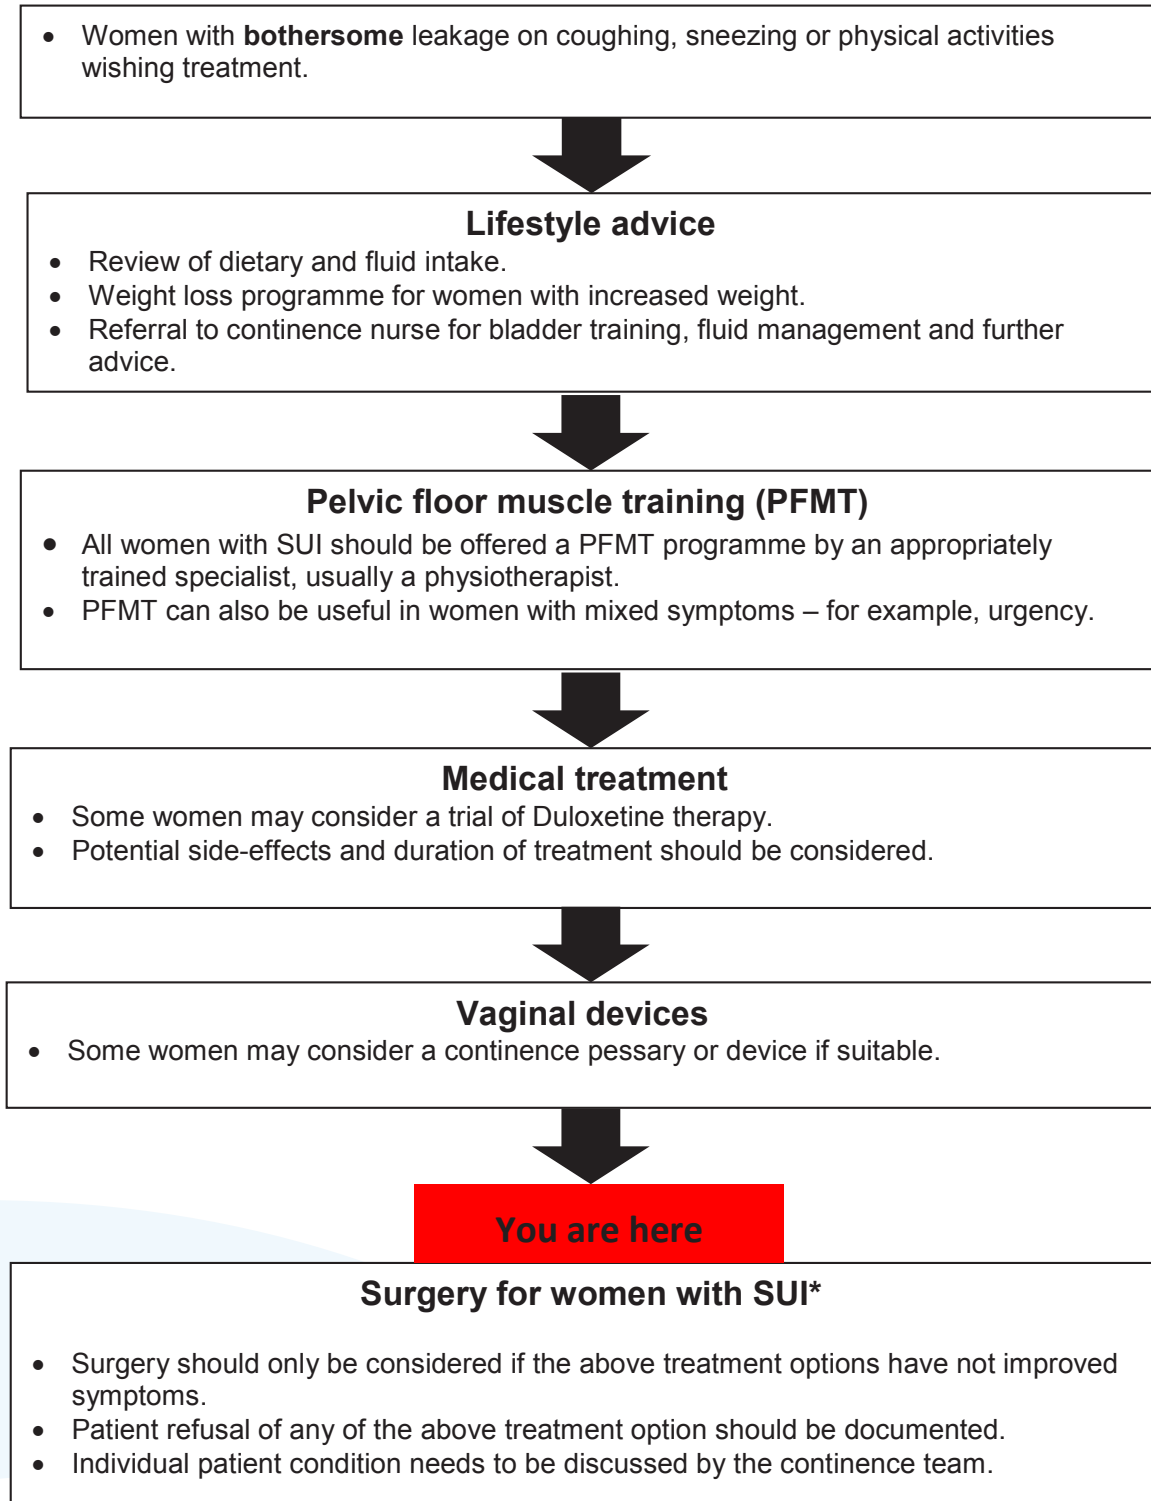 • Women with bothersome leakage on coughing, sneezing or physical activities
wishing treatment.
Lifestyle advice
• Review of dietary and fluid intake.
• Weight loss programme for women with increased weight.
• Referral to continence nurse for bladder training, fluid management and further
advice.
Pelvic floor muscle training (PFMT)
• All women with SUI should be offered a PFMT programme by an appropriately
trained specialist, usually a physiotherapist.
• PFMT can also be useful in women with mixed symptoms – for example, urgency.
Medical treatment
• Some women may consider a trial of Duloxetine therapy.
• Potential side-effects and duration of treatment should be considered.
Vaginal devices
• Some women may consider a continence pessary or device if suitable.
You are here
Surgery for women with SUI*
• Surgery should only be considered if the above treatment options have not improved
symptoms.
• Patient refusal of any of the above treatment option should be documented.
• Individual patient condition needs to be discussed by the continence team.